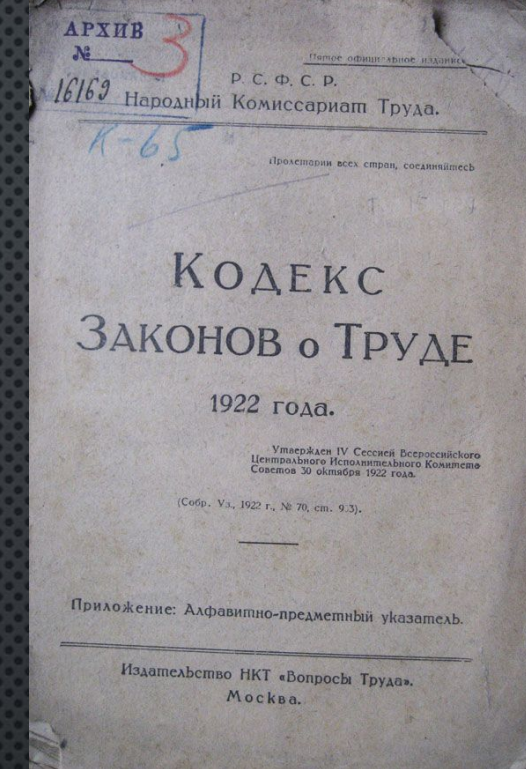 АРХИВ
№
3
16169
Пятое официальное издание
Р. С. Ф. С. Р.
Народный Комиссариат Труда.
К-65
Пролетарии всех стран, соединяйтесь
Кодекс
Законов о Труде
1922 года.
Утвержден IV Сессией Всероссийского
Центрального Исполнительного Комитета
Советов 30 октября 1922 года.
(Собр. Уз., 1922 г., № 70, ст. 903).
Приложение: Алфавитно-предметный указатель.
Издательство НКТ «Вопросы Труда».
Москва.